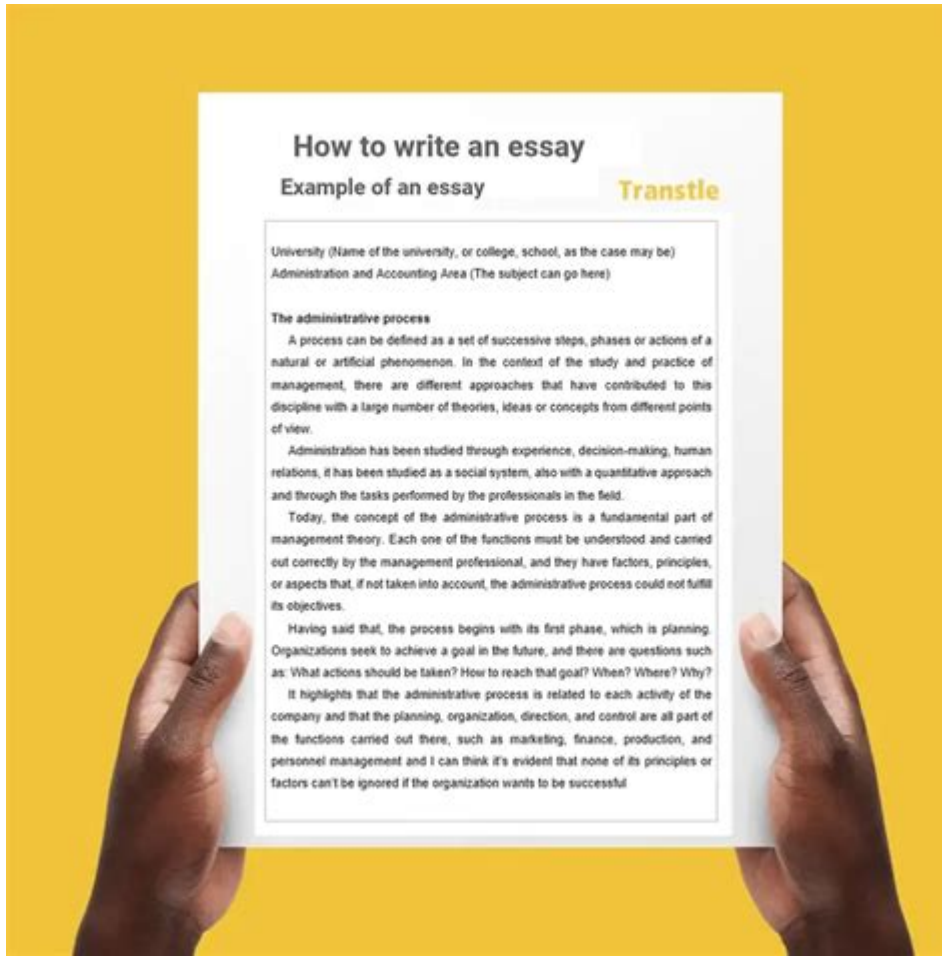 How to write an essay
Example of an essay
Transtle
University (Name of the university, or college, school, as the case may be)
Administration and Accounting Area (The subject can go here)
The administrative process
A process can be defined as a set of successive steps, phases or actions of a
natural or artificial phenomenon. In the context of the study and practice of
management, there are different approaches that have contributed to this
discipline with a large number of theories, ideas or concepts from different points
of view.
Administration has been studied through experience, decision-making, human
relations, it has been studied as a social system, also with a quantitative approach
and through the tasks performed by the professionals in the field.
Today, the concept of the administrative process is a fundamental part of
management theory. Each one of the functions must be understood and carried
out correctly by the management professional, and they have factors, principles,
or aspects that, if not taken into account, the administrative process could not fulfill
its objectives.
Having said that, the process begins with its first phase, which is planning.
Organizations seek to achieve a goal in the future, and there are questions such
as: What actions should be taken? How to reach that goal? When? Where? Why?
It highlights that the administrative process is related to each activity of the
company and that the planning, organization, direction, and control are all part of
the functions carried out there, such as marketing, finance, production, and
personnel management and I can think it's evident that none of its principles or
factors can't be ignored if the organization wants to be successful